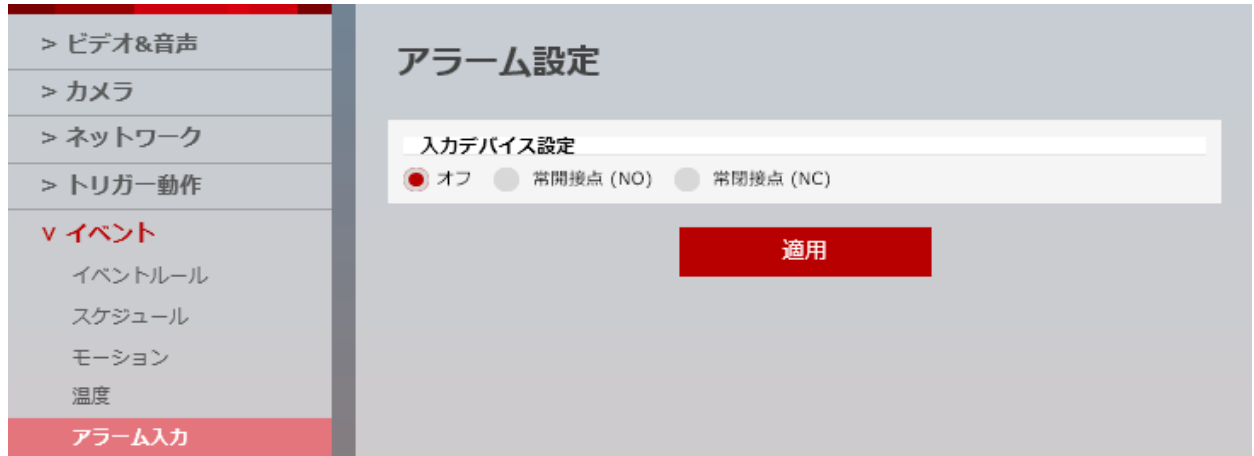 > ビデオ&音声
> カメラ
> ネットワーク
> トリガー動作
v イベント
イベントルール
スケジュール
モーション
温度
アラーム入力
アラーム設定
入力デバイス設定
オフ 常開接点 (NO) 常閉接点 (NC)
適用